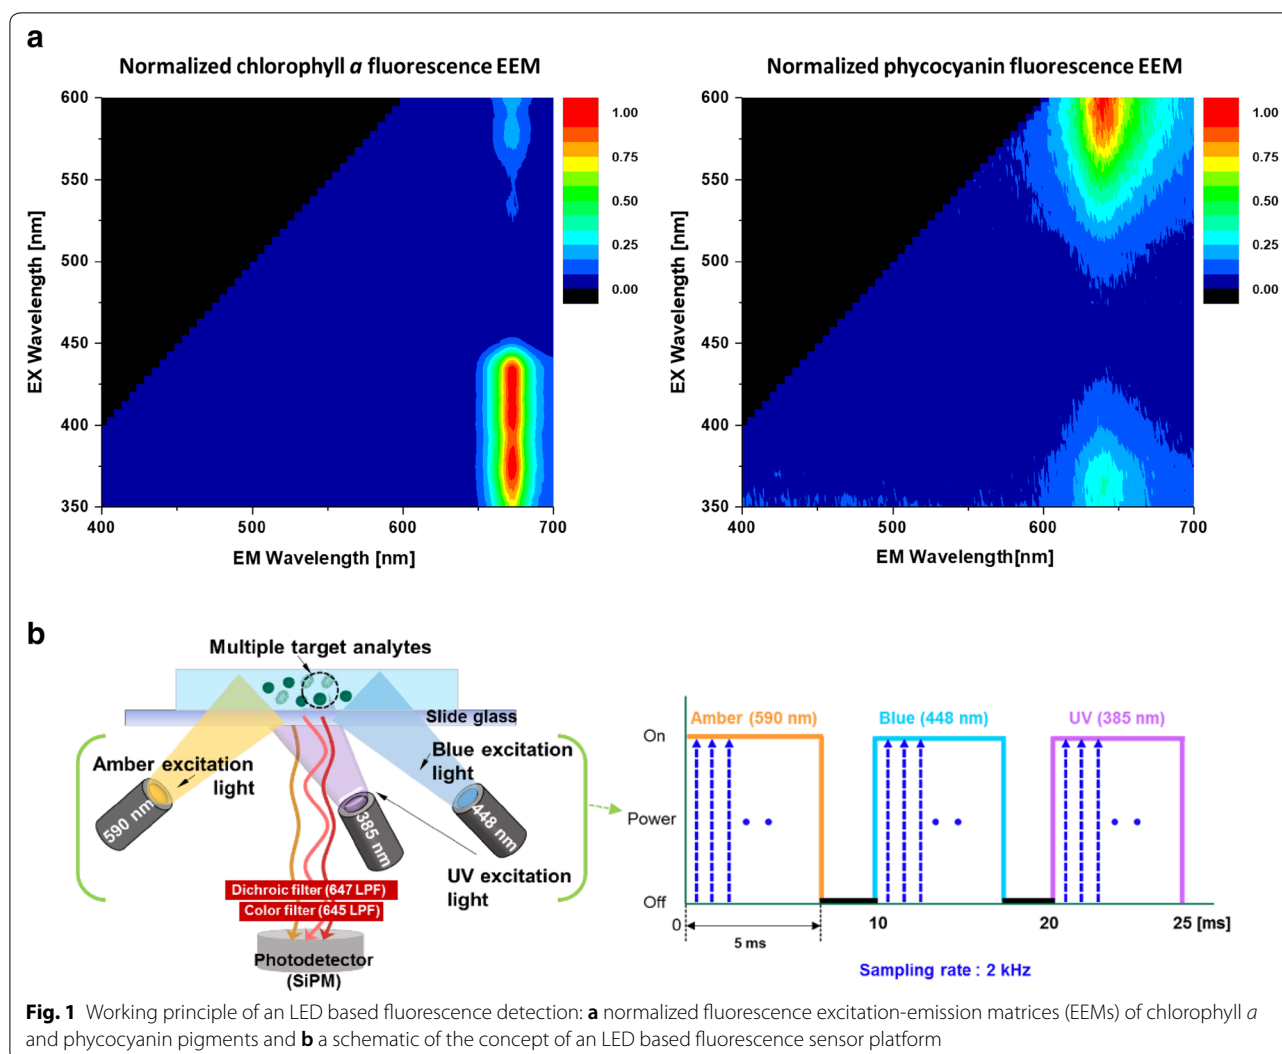 a
Normalized chlorophyll a fluorescence EEM
600
550
500
450
400
350
EX Wavelength [nm]
400
500
600
700
EM Wavelength [nm]
1.00
0.75
0.50
0.25
0.00
Normalized phycocyanin fluorescence EEM
600
550
500
450
400
350
EX Wavelength [nm]
400
500
600
700
EM Wavelength[nm]
1.00
0.75
0.50
0.25
0.00
b
Multiple target analytes
Slide glass
Amber excitation
light
Blue excitation
light
590 nm
385 nm
448 nm
UV excitation
light
Dichroic filter (647 LPF)
Color filter (645 LPF)
Photodetector
(SiPM)
Amber (590 nm)
Blue (448 nm)
UV (385 nm)
On
Power
Off
0
10
20
25 [ms]
5 ms
Sampling rate : 2 kHz
Fig. 1 Working principle of an LED based fluorescence detection: a normalized fluorescence excitation-emission matrices (EEMs) of chlorophyll a
and phycocyanin pigments and b a schematic of the concept of an LED based fluorescence sensor platform